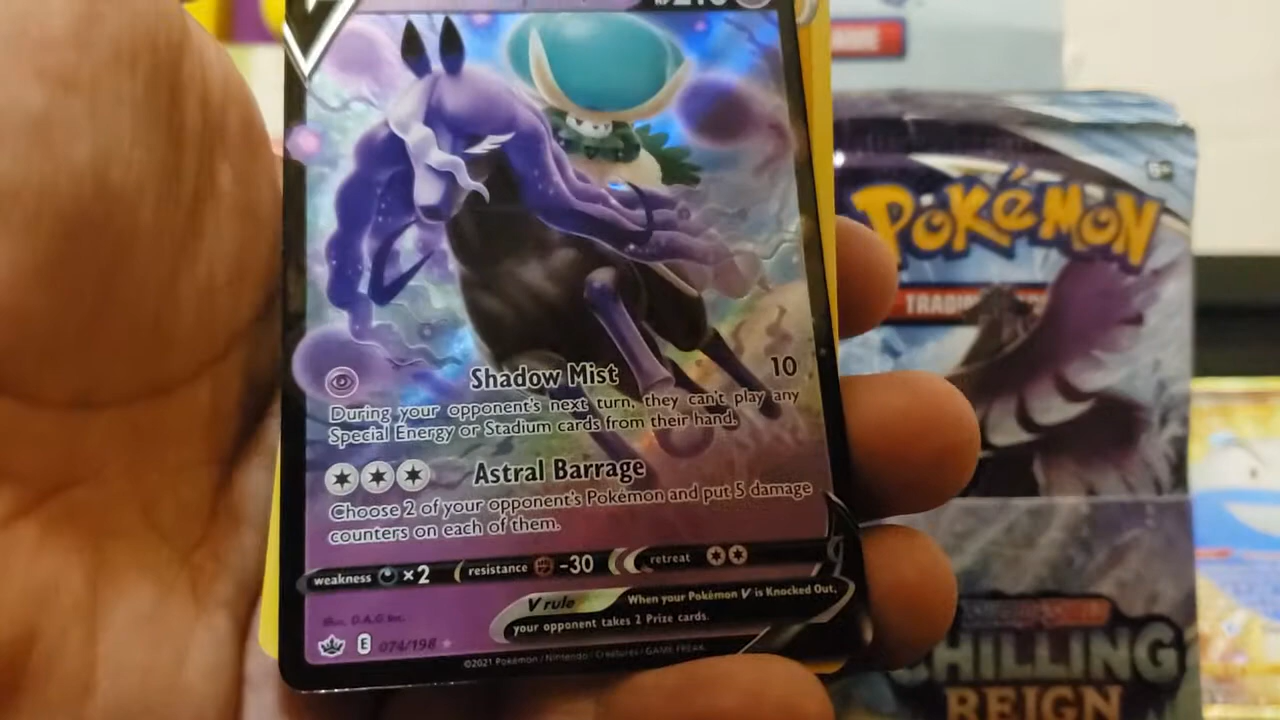 Shadow Mist 10
During your opponent's next turn, they can't play any
Special Energy or Stadium cards from their hand.
Astral Barrage
Choose 2 of your opponent's Pokémon and put 5 damage
counters on each of them.
weakness ×2 resistance -30 retreat
V rule When your Pokémon V is Knocked Out,
your opponent takes 2 Prize cards.
Illus. D.A.G Inc.
E 074/198
©2021 Pokémon / Nintendo / Creatures / GAME FREAK
POKÉMON
CHILLING
REIGN